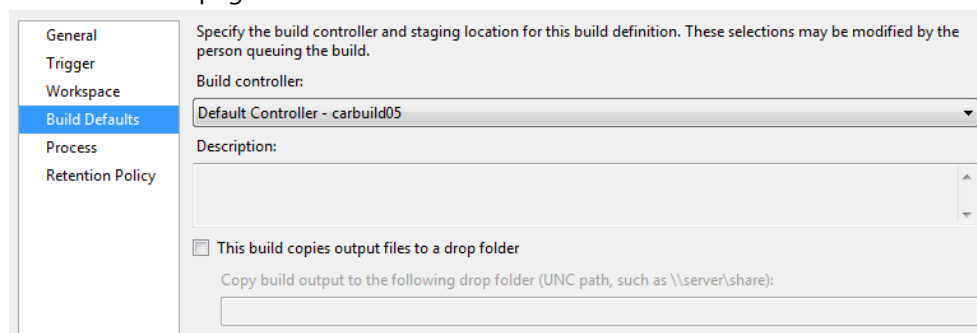 General
Trigger
Workspace
Build Defaults
Process
Retention Policy
Specify the build controller and staging location for this build definition. These selections may be modified by the
person queuing the build.
Build controller:
Default Controller - carbuild05
Description:
This build copies output files to a drop folder
Copy build output to the following drop folder (UNC path, such as \\server\share):